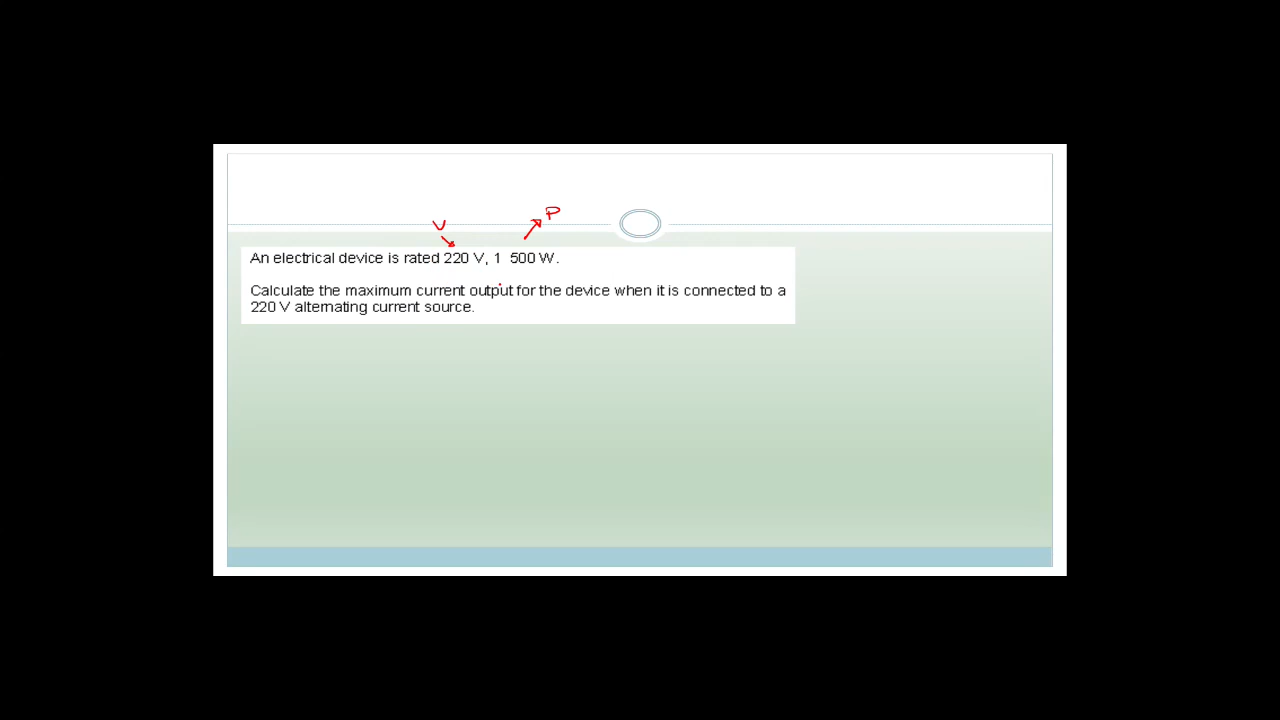 V
P
An electrical device is rated 220 V, 1 500 W.
Calculate the maximum current output for the device when it is connected to a
220 V alternating current source.